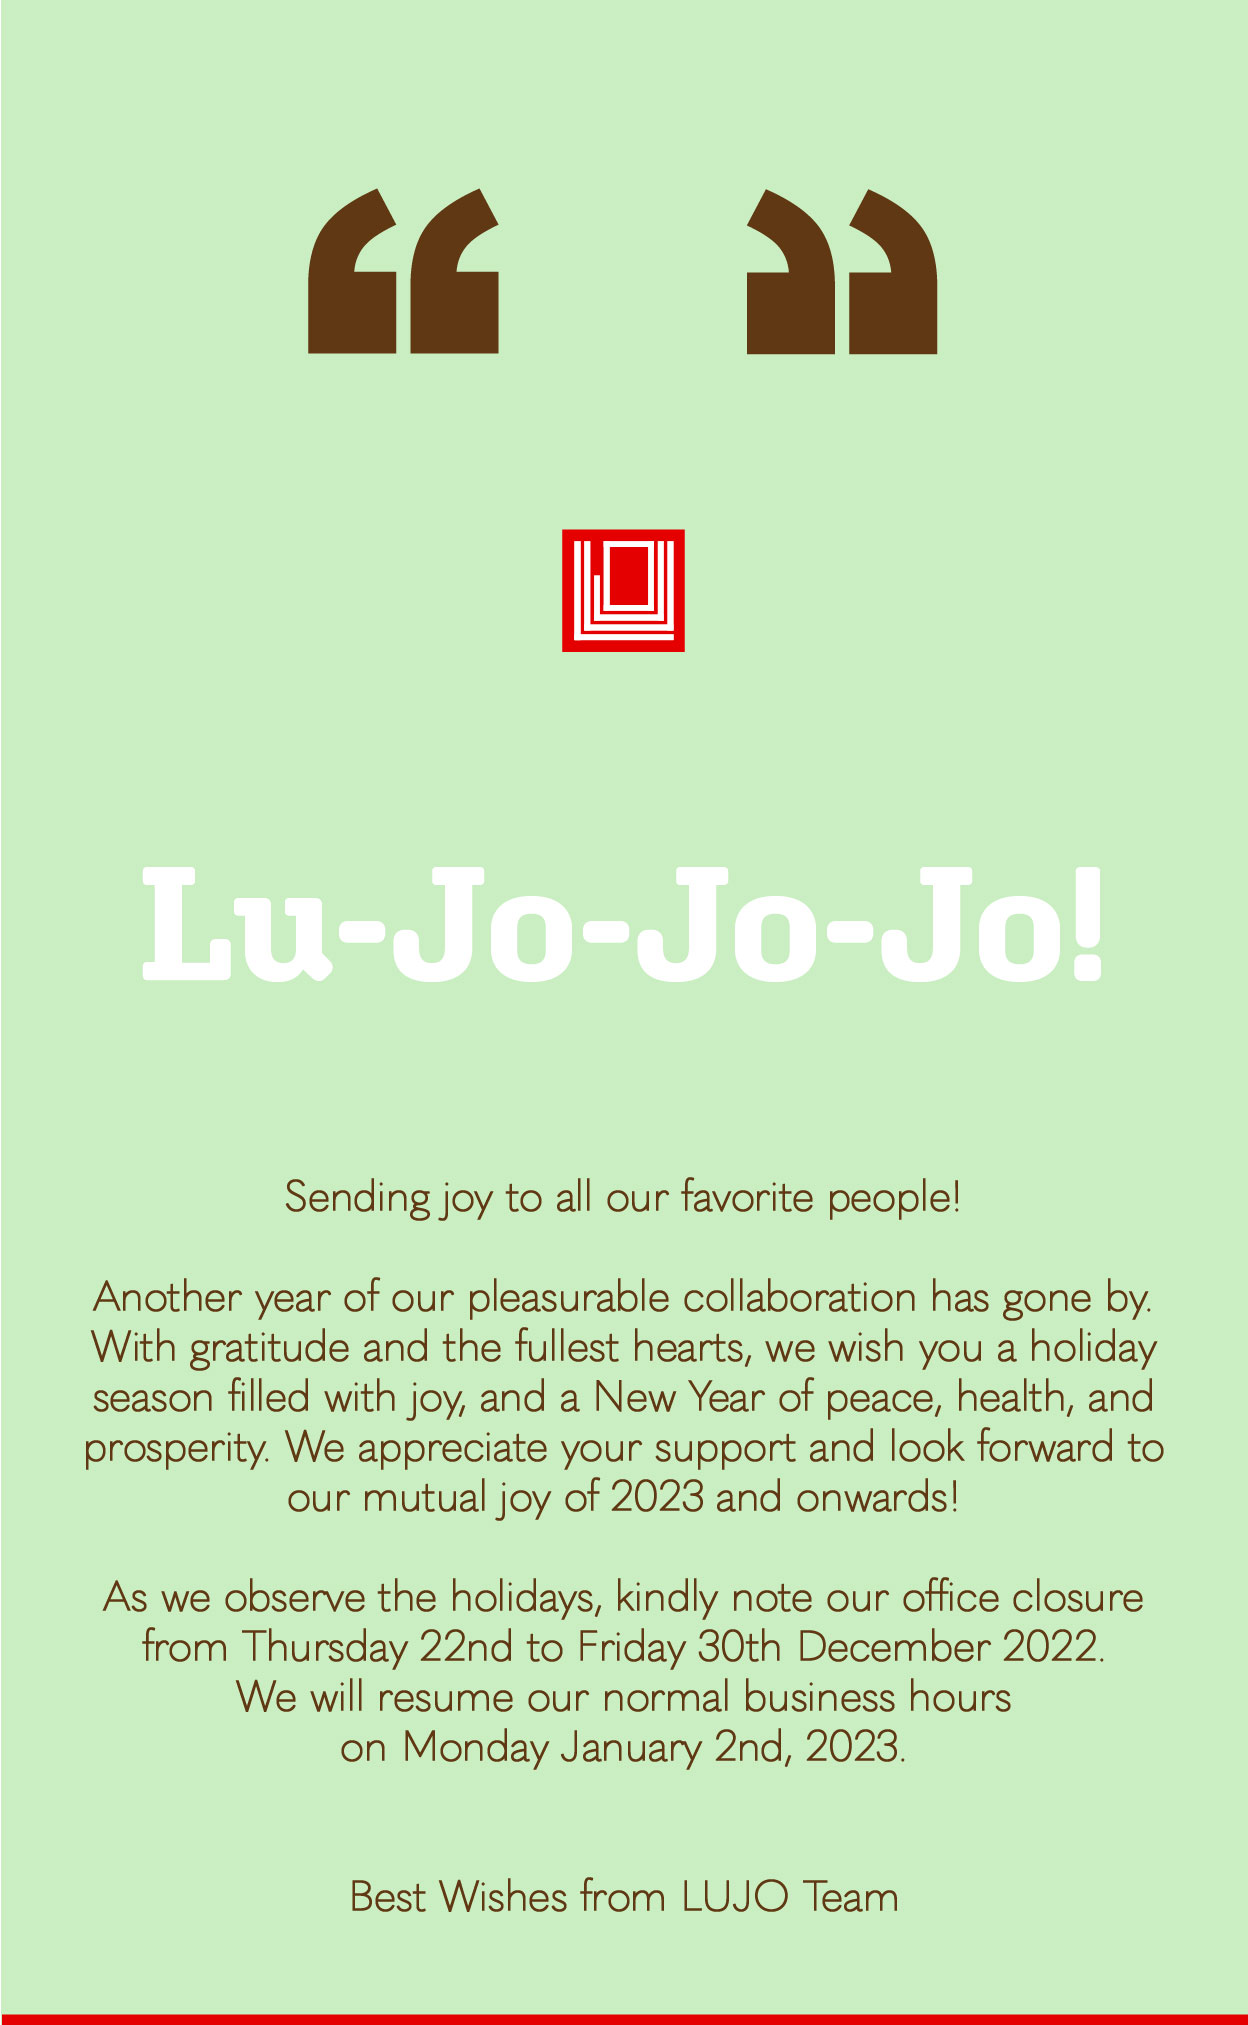 “ ”
Lu-Jo-Jo-Jo!
Sending joy to all our favorite people!
Another year of our pleasurable collaboration has gone by.
With gratitude and the fullest hearts, we wish you a holiday
season filled with joy, and a New Year of peace, health, and
prosperity. We appreciate your support and look forward to
our mutual joy of 2023 and onwards!
As we observe the holidays, kindly note our office closure
from Thursday 22nd to Friday 30th December 2022.
We will resume our normal business hours
on Monday January 2nd, 2023.
Best Wishes from LUJO Team